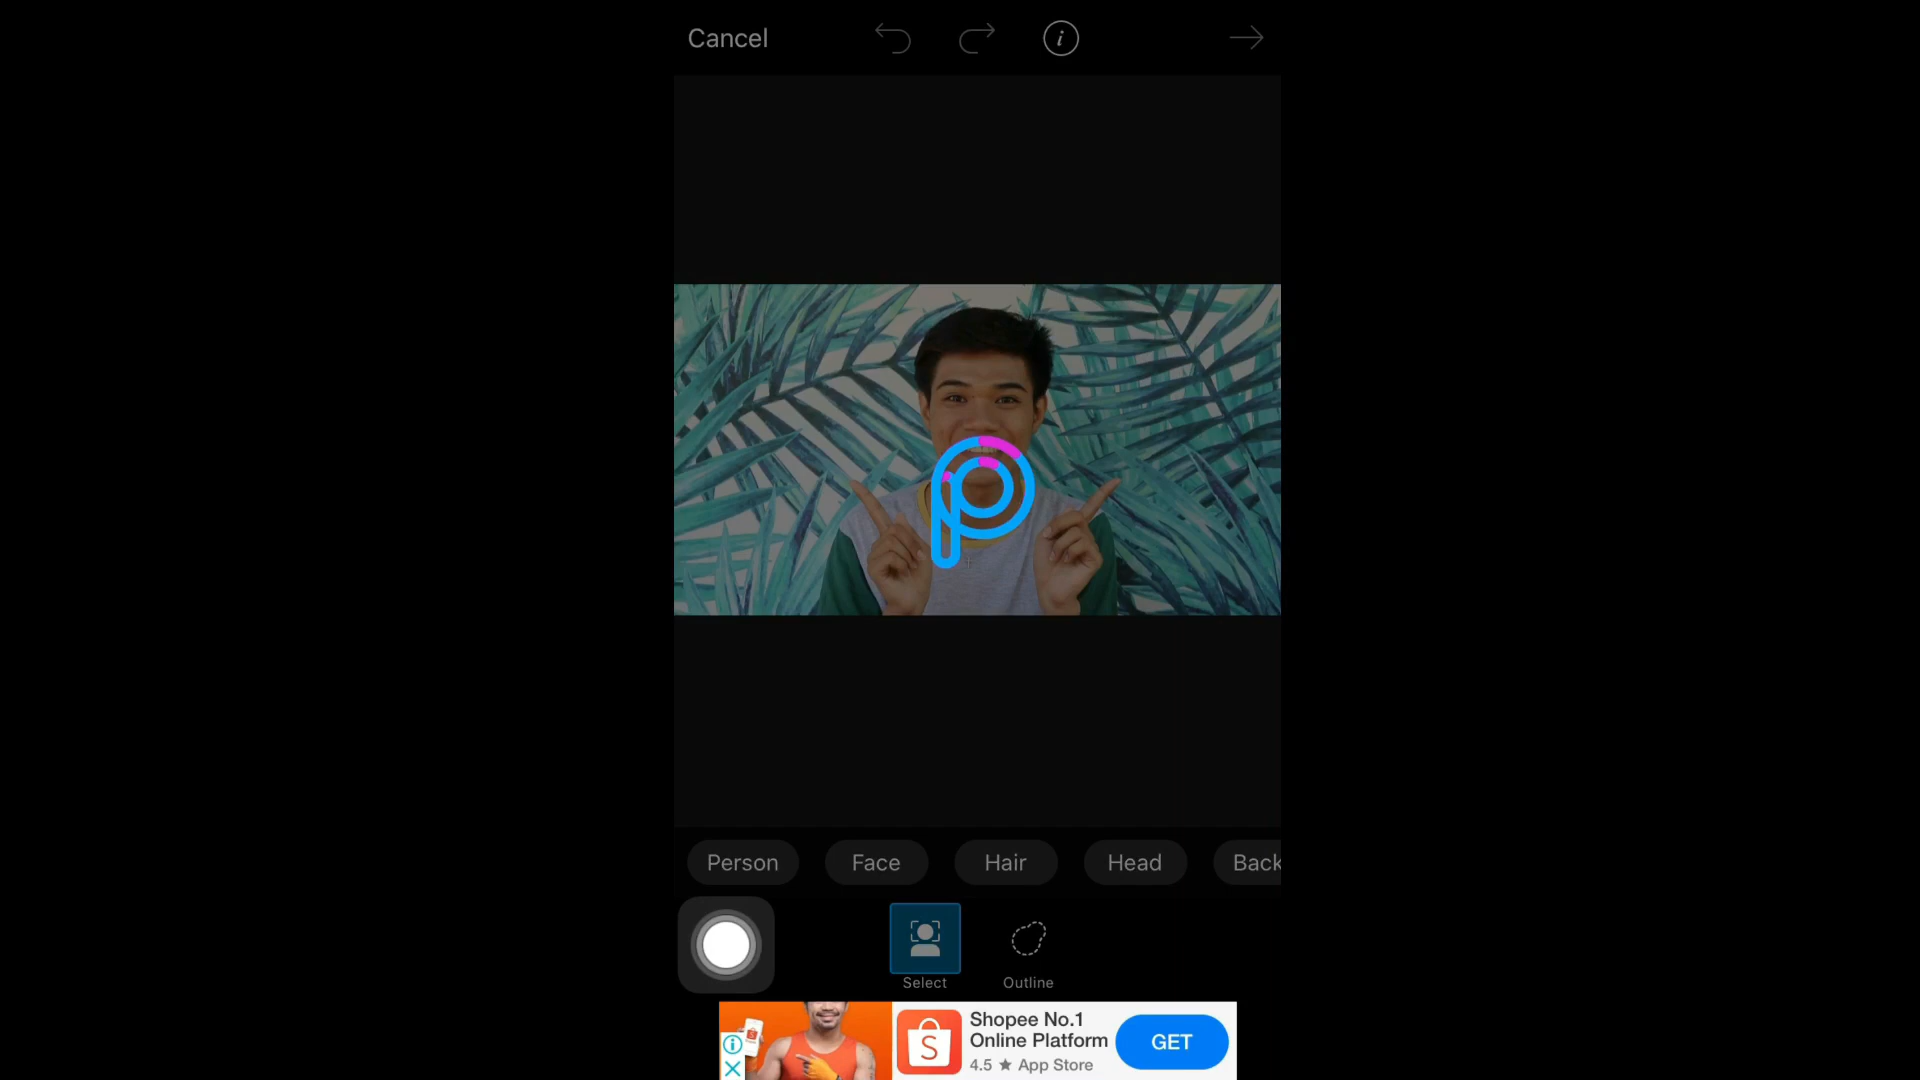 Cancel
Person Face Hair Head Back
Select Outline
Shopee No.1
Online Platform
4.5 ★ App Store
GET